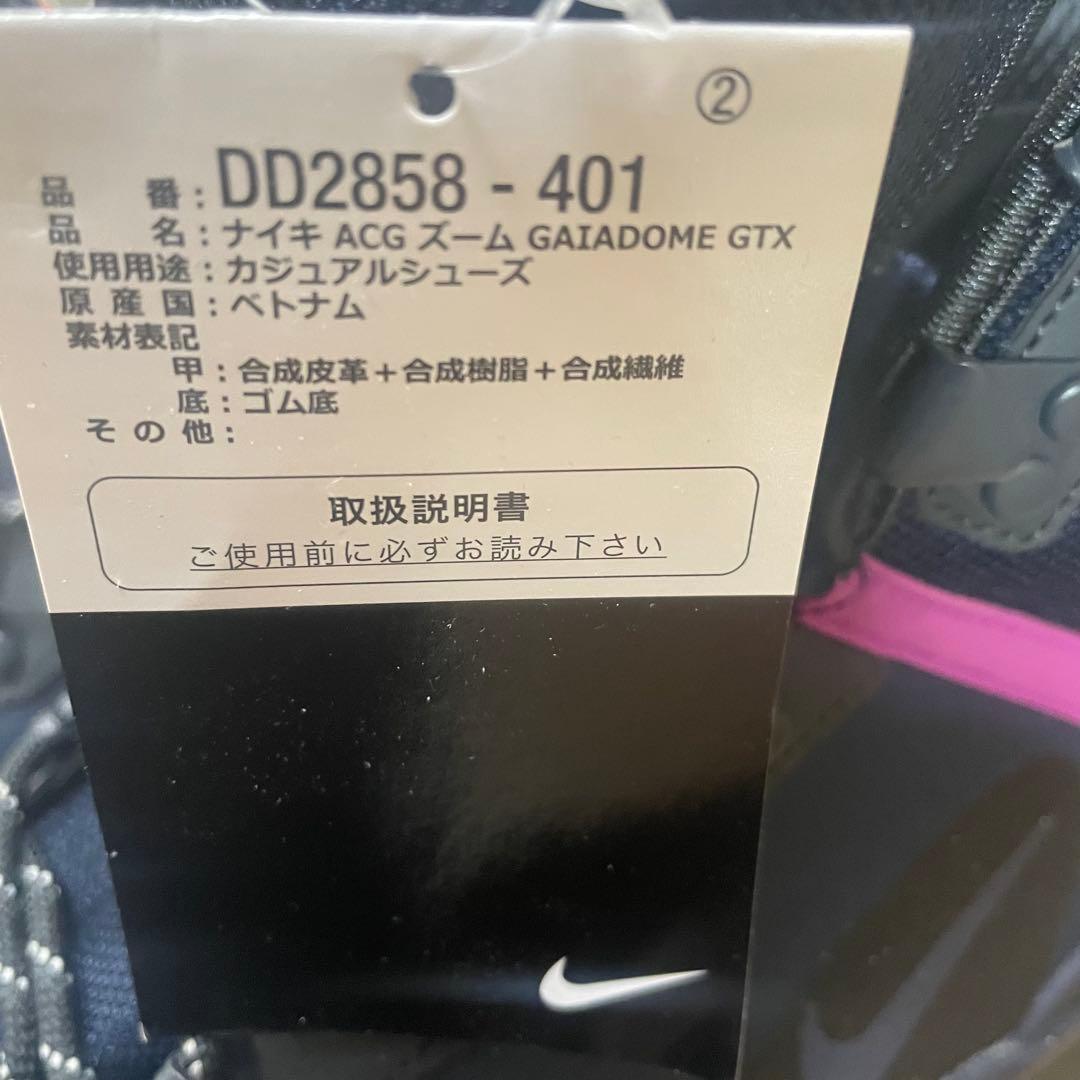 ②
品 番：DD2858 - 401
品 名：ナイキ ACG ズーム GAIADOME GTX
使用用途：カジュアルシューズ
原産国：ベトナム
素材表記
甲：合成皮革＋合成樹脂＋合成繊維
底：ゴム底
その他：
取扱説明書
ご使用前に必ずお読み下さい